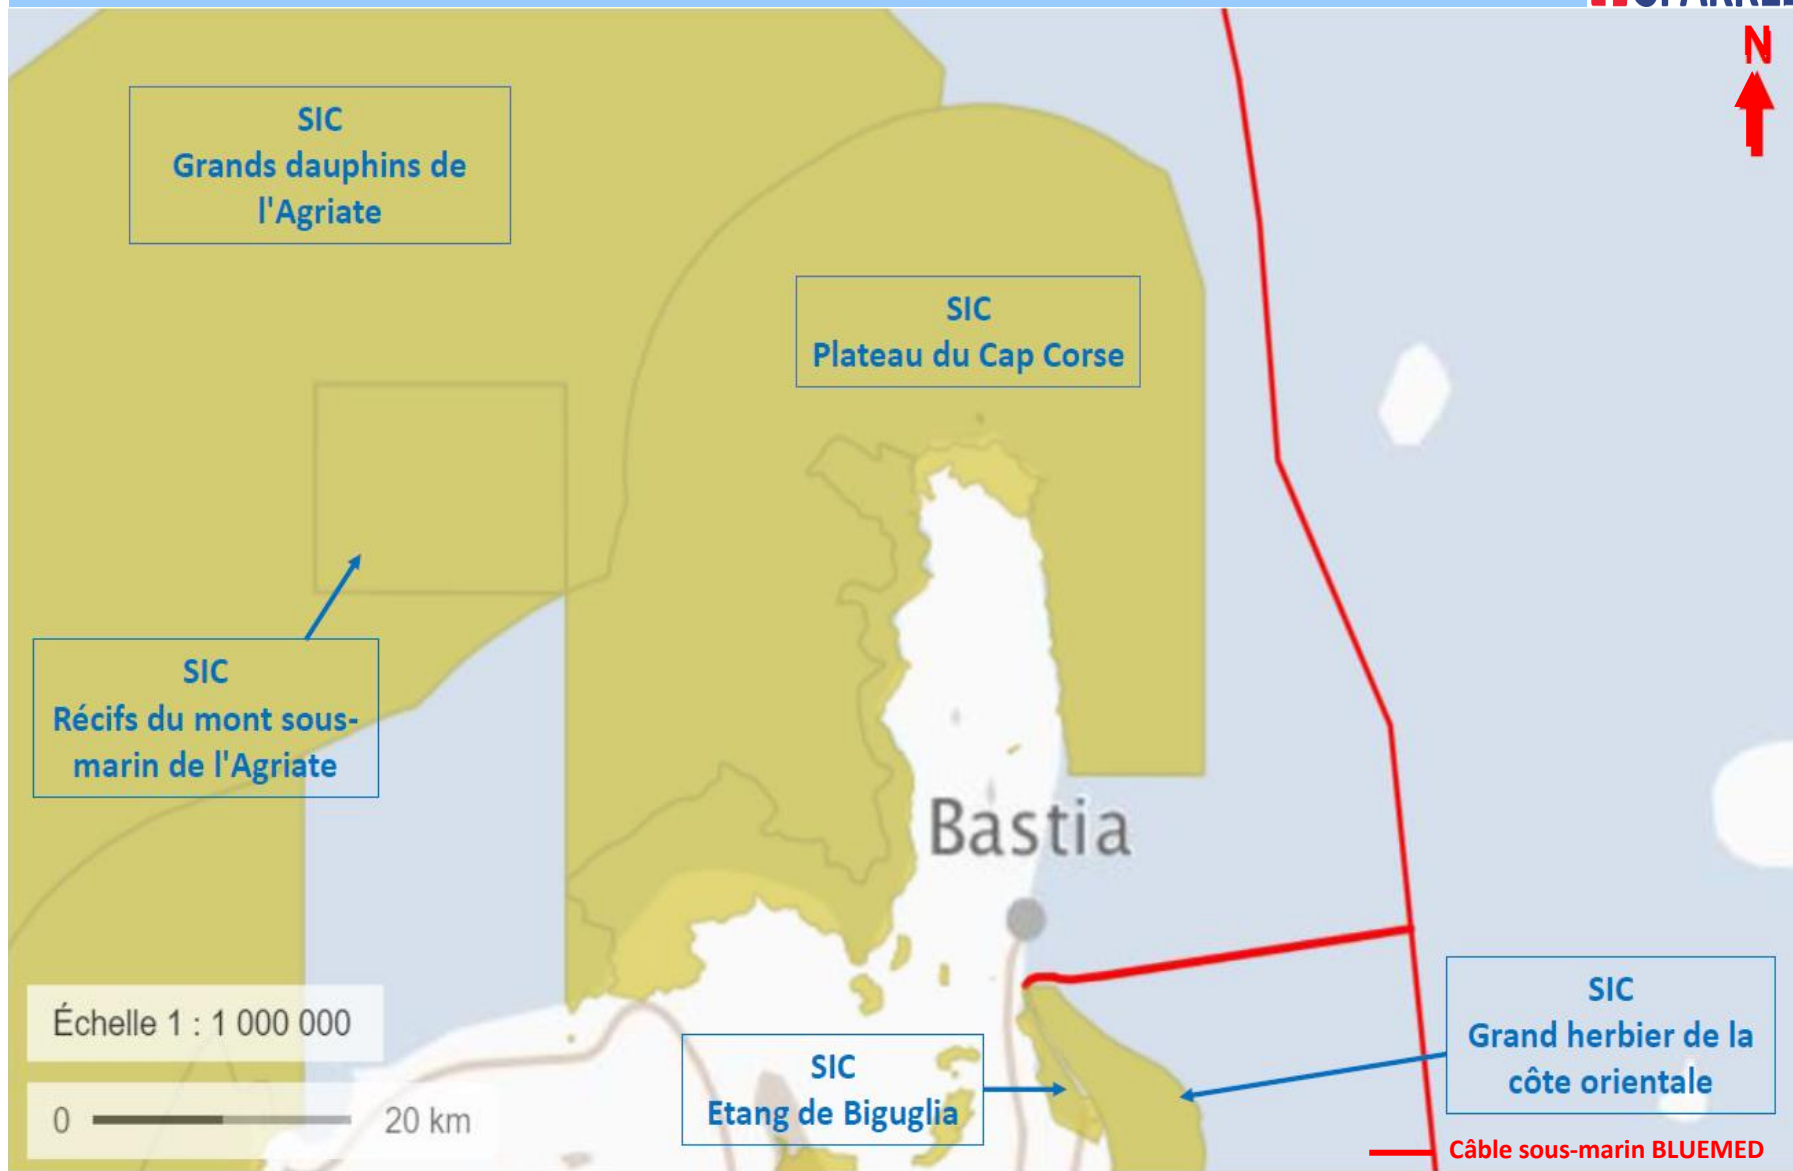 N
SIC
Grands dauphins de
l'Agriate
SIC
Plateau du Cap Corse
SIC
Récifs du mont sous-
marin de l'Agriate
Bastia
SIC
Grand herbier de la
côte orientale
Échelle 1 : 1 000 000
SIC
Etang de Biguglia
0 20 km
Câble sous-marin BLUEMED